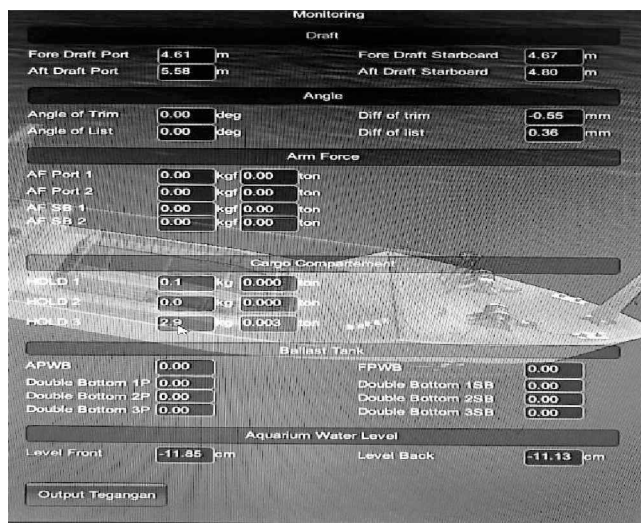 Monitoring
Draft
Fore Draft Port 4.61 m Fore Draft Starboard 4.67 m
Aft Draft Port 5.58 m Aft Draft Starboard 4.80 m
Angle
Angle of Trim 0.00 deg Diff of trim -0.55 mm
Angle of List 0.00 deg Diff of list 0.36 mm
Arm Force
AF Port 1 0.00 kgf 0.00 ton
AF Port 2 0.00 kgf 0.00 ton
AF SB 1 0.00 kgf 0.00 ton
AF SB 2 0.00 kgf 0.00 ton
Cargo Compartement
HOLD 1 0.1 kg 0.000 ton
HOLD 2 0.0 kg 0.000 ton
HOLD 3 2.9 kg 0.003 ton
Ballast Tank
APWB 0.00 FPWB 0.00
Double Bottom 1P 0.00 Double Bottom 1SB 0.00
Double Bottom 2P 0.00 Double Bottom 2SB 0.00
Double Bottom 3P 0.00 Double Bottom 3SB 0.00
Aquarium Water Level
Level Front -11.85 cm Level Back -11.13 cm
Output Tegangan